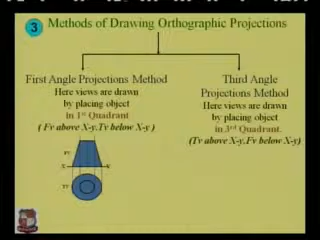 3
Methods of Drawing Orthographic Projections
First Angle Projections Method
Here views are drawn
by placing object
in 1st Quadrant
( Fv above X-y, Tv below X-y )
FV
X Y
TV
Third Angle
Projections Method
Here views are drawn
by placing object
in 3rd Quadrant.
(Tv above X-y, Fv below X-y)